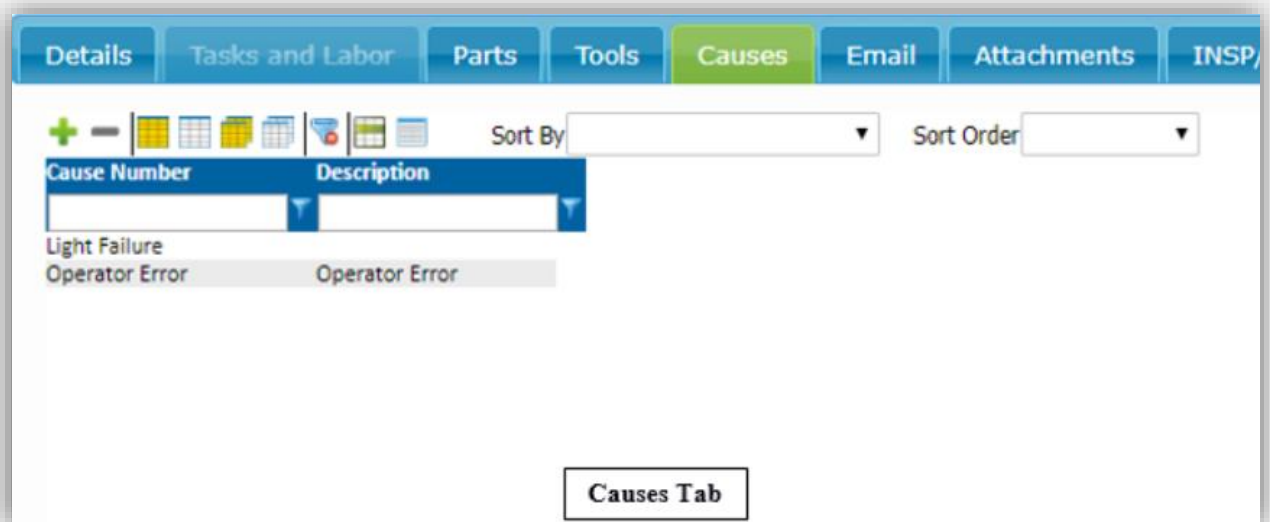 Details Tasks and Labor Parts Tools Causes Email Attachments INSP/
Sort By Sort Order
Cause Number Description
Light Failure
Operator Error Operator Error
Causes Tab